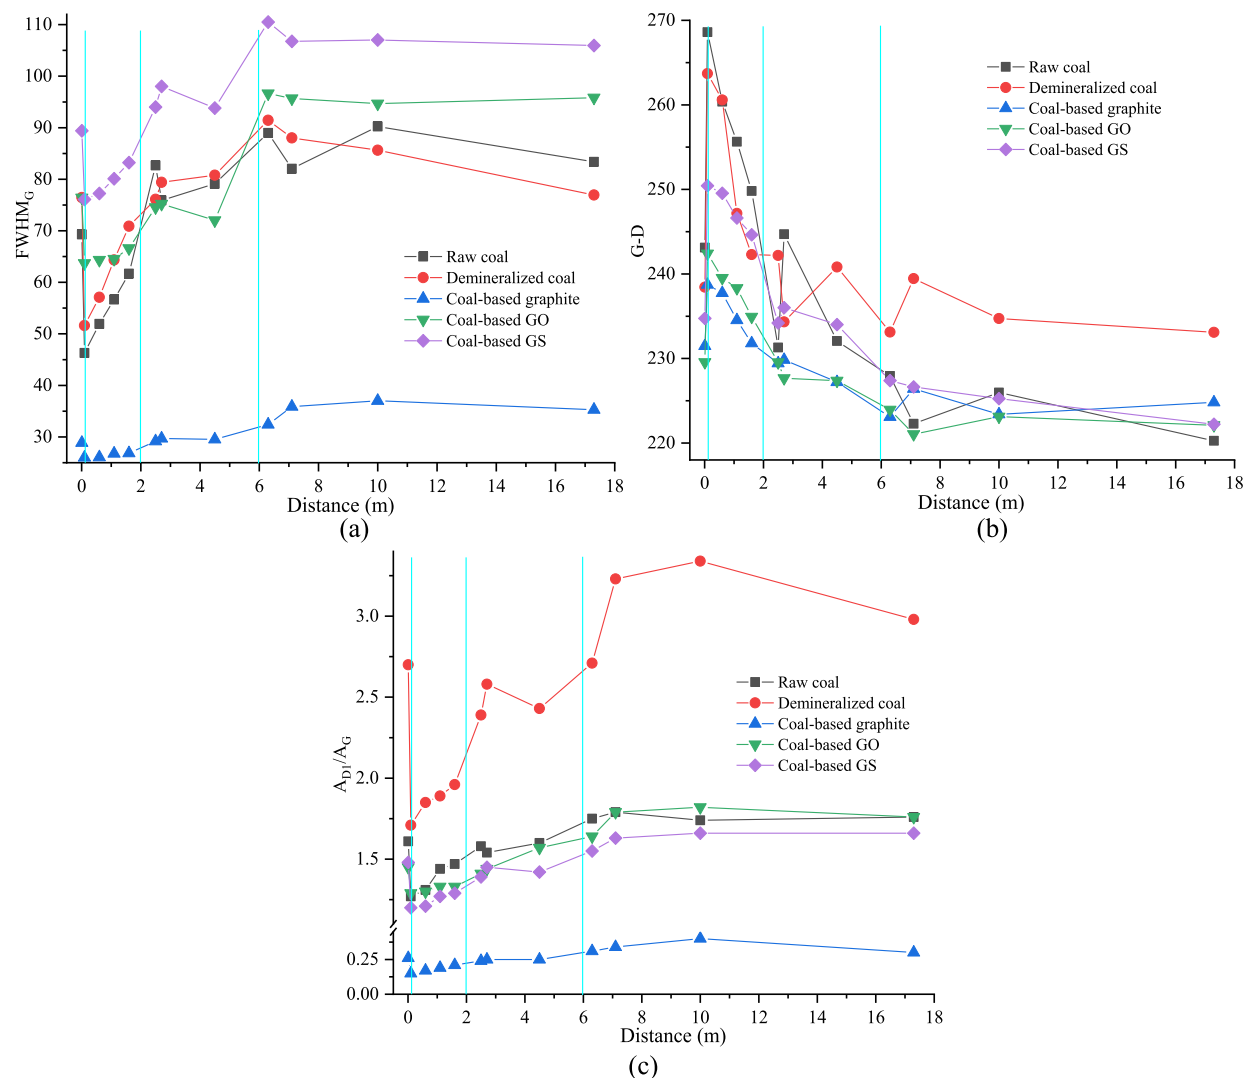 110
100
90
80
70
60
50
40
30
FWHM_G
0 2 4 6 8 10 12 14 16 18
Distance (m)
Raw coal
Demineralized coal
Coal-based graphite
Coal-based GO
Coal-based GS
(a)
270
260
250
240
230
220
G-D
0 2 4 6 8 10 12 14 16 18
Distance (m)
Raw coal
Demineralized coal
Coal-based graphite
Coal-based GO
Coal-based GS
(b)
3.0
2.5
2.0
1.5
0.25
0.00
A_D1/A_G
0 2 4 6 8 10 12 14 16 18
Distance (m)
Raw coal
Demineralized coal
Coal-based graphite
Coal-based GO
Coal-based GS
(c)